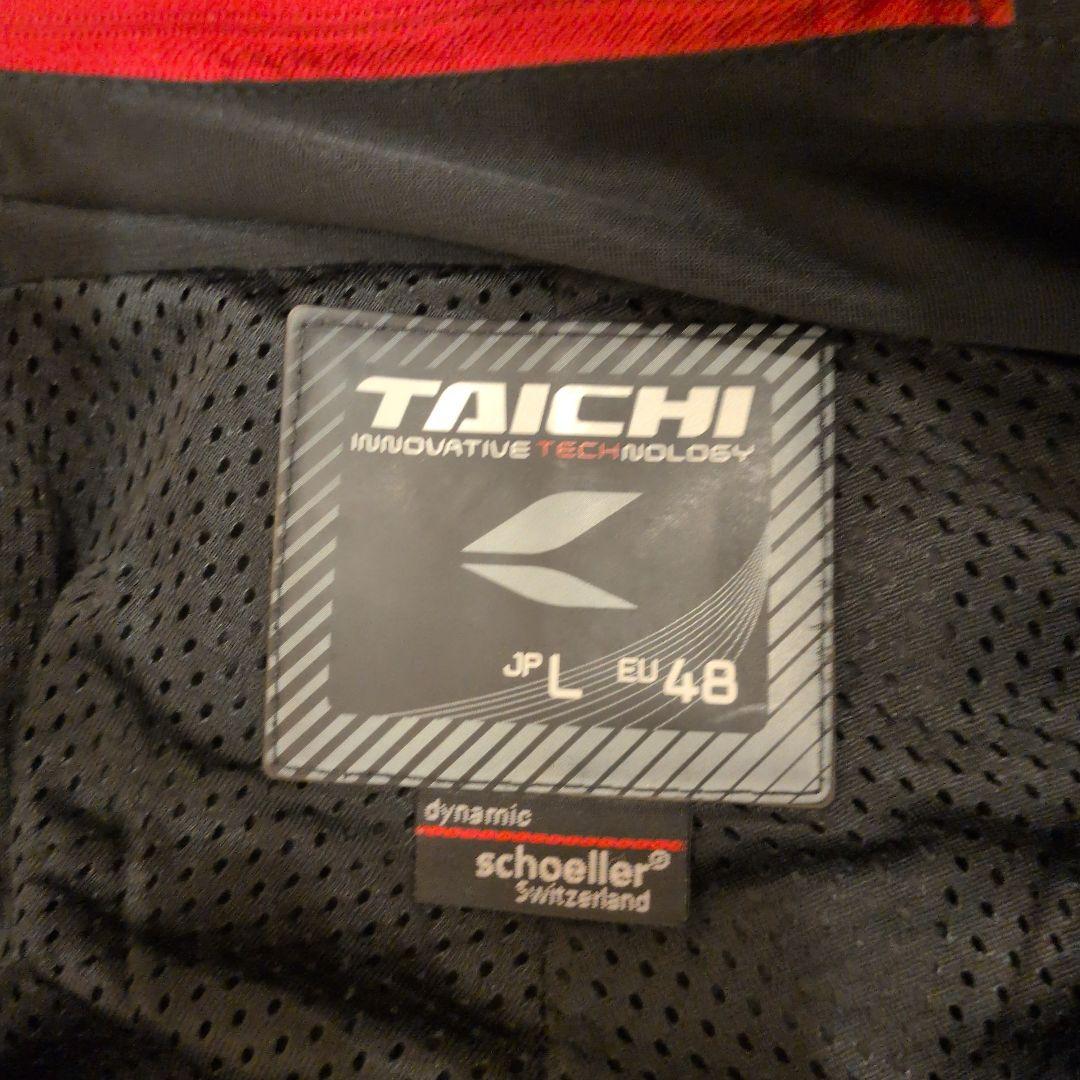 TAICHI
INNOVATIVE TECHNOLOGY
JP L EU 48
dynamic
schoeller®
Switzerland